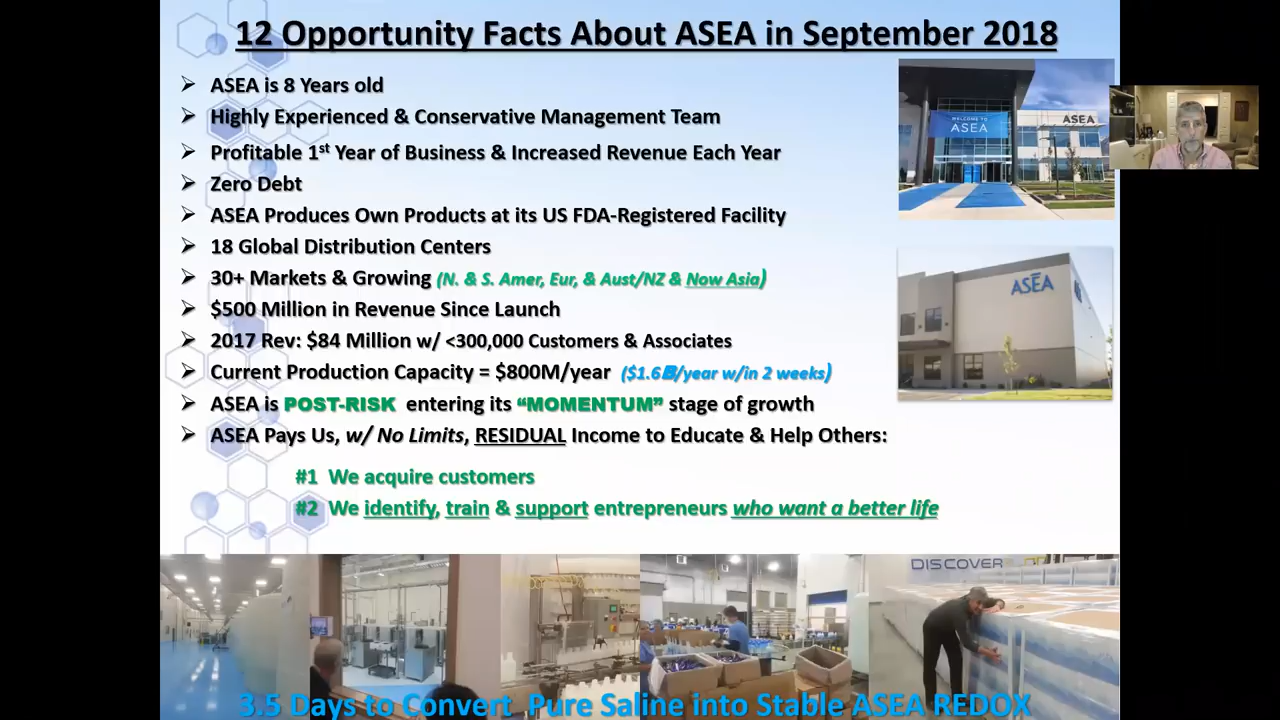 12 Opportunity Facts About ASEA in September 2018
➢ ASEA is 8 Years old
➢ Highly Experienced & Conservative Management Team
➢ Profitable 1st Year of Business & Increased Revenue Each Year
➢ Zero Debt
➢ ASEA Produces Own Products at its US FDA-Registered Facility
➢ 18 Global Distribution Centers
➢ 30+ Markets & Growing (N. & S. Amer, Eur, & Aust/NZ & Now Asia)
➢ $500 Million in Revenue Since Launch
➢ 2017 Rev: $84 Million w/ <300,000 Customers & Associates
➢ Current Production Capacity = $800M/year ($1.6B/year w/in 2 weeks)
➢ ASEA is POST-RISK entering its “MOMENTUM” stage of growth
➢ ASEA Pays Us, w/ No Limits, RESIDUAL Income to Educate & Help Others:
#1 We acquire customers
#2 We identify, train & support entrepreneurs who want a better life
WELCOME TO
ASEA
ASEA
ASEA
DISCOVER
3.5 Days to Convert Pure Saline into Stable ASEA REDOX